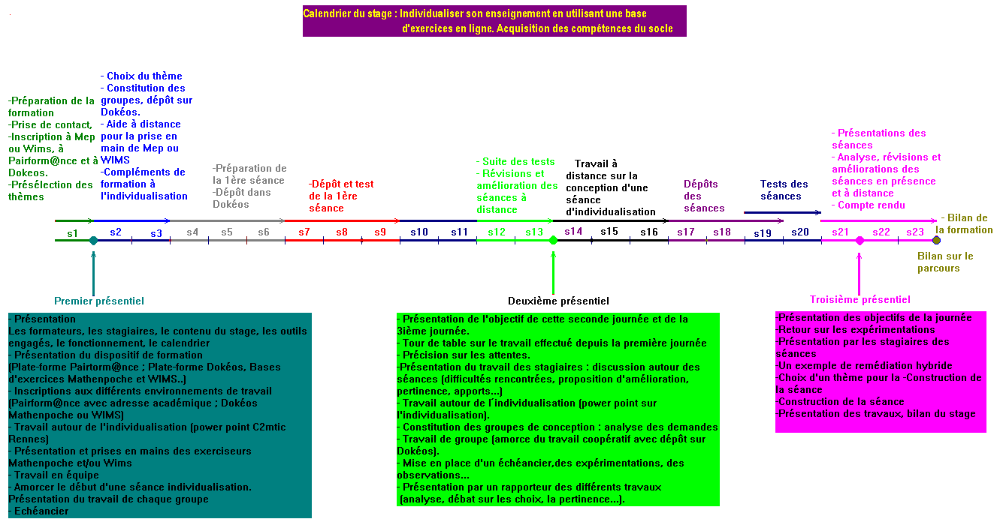 Calendrier du stage : Individualiser son enseignement en utilisant une base
d'exercices en ligne. Acquisition des compétences du socle
-Préparation de la
formation
-Prise de contact,
-Inscription à Mep
ou Wims, à
Pairform@nce et à
Dokeos.
-Présélection des
thèmes
- Choix du thème
- Constitution des
groupes, dépôt sur
Dokéos.
- Aide à distance
pour la prise en
main de Mep ou
WIMS
-Compléments de
formation à
l'individualisation
-Préparation de
la 1ère séance
-Dépôt dans
Dokéos
-Dépôt et test
de la 1ère
séance
- Suite des tests
- Révisions et
amélioration des
séances à
distance
Travail à
distance sur la
conception d'une
séance
d'individualisation
Dépôts
des
séances
Tests des
séances
- Présentations des
séances
- Analyse, révisions et
améliorations des
séances en présence
et à distance
- Compte rendu
- Bilan de
la formation
s1 s2 s3 s4 s5 s6 s7 s8 s9 s10 s11 s12 s13 s14 s15 s16 s17 s18 s19 s20 s21 s22 s23
Bilan sur le
parcours
Premier présentiel
- Présentation
Les formateurs, les stagiaires, le contenu du stage, les outils
engagés, le fonctionnement, le calendrier
- Présentation du dispositif de formation
(Plate-forme Pairtorm@nce ; Plate-forme Dokéos, Bases
d'exercices Mathenpoche et WIMS..)
- Inscriptions aux différents environnements de travail
(Pairform@nce avec adresse académique ; Dokéos
Mathenpoche ou WIMS)
- Travail autour de l'individualisation (power point C2mtic
Rennes)
- Présentation et prises en mains des exerciseurs
Mathenpoche et/ou Wims
- Travail en équipe
- Amorcer le début d'une séance individualisation.
Présentation du travail de chaque groupe
- Echéancier
Deuxième présentiel
- Présentation de l'objectif de cette seconde journée et de la
3ième journée.
- Tour de table sur le travail effectué depuis la première journée
- Précision sur les attentes.
-Présentation du travail des stagiaires : discussion autour des
séances (difficultés rencontrées, proposition d'amélioration,
pertinence, apports...)
- Travail autour de l'individualisation (power point sur
l'individualisation).
- Constitution des groupes de conception : analyse des demandes
- Travail de groupe (amorce du travail coopératif avec dépôt sur
Dokéos).
- Mise en place d'un échéancier,des expérimentations, des
observations...
- Présentation par un rapporteur des différents travaux
(analyse, débat sur les choix, la pertinence...).
Troisième présentiel
-Présentation des objectifs de la journée
-Retour sur les expérimentations
-Présentation par les stagiaires des
séances
-Un exemple de remédiation hybride
-Choix d'un thème pour la -Construction de
la séance
-Construction de la séance
-Présentation des travaux, bilan du stage